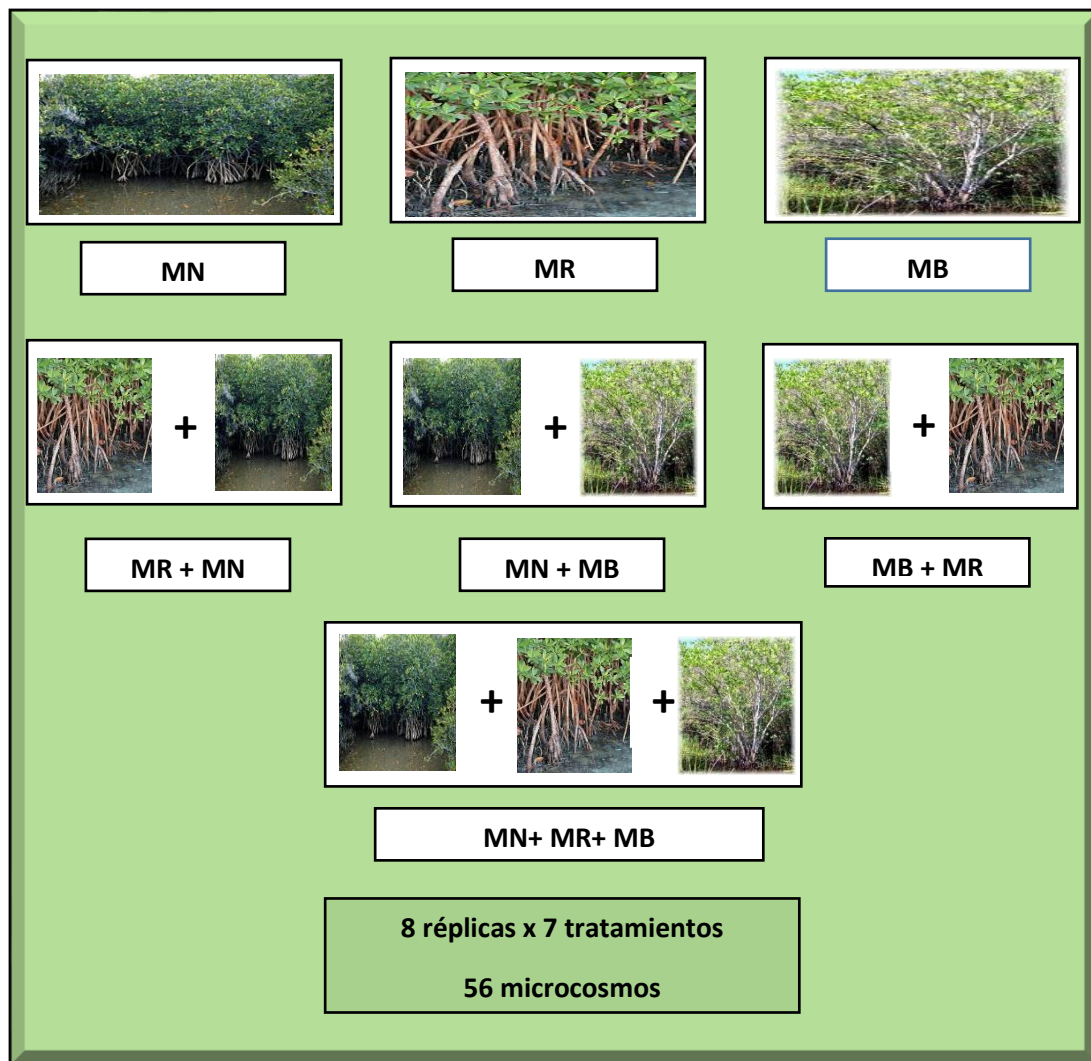 MN
MR
MB
+
+
+
MR + MN
MN + MB
MB + MR
+
+
MN+ MR+ MB
8 réplicas x 7 tratamientos
56 microcosmos